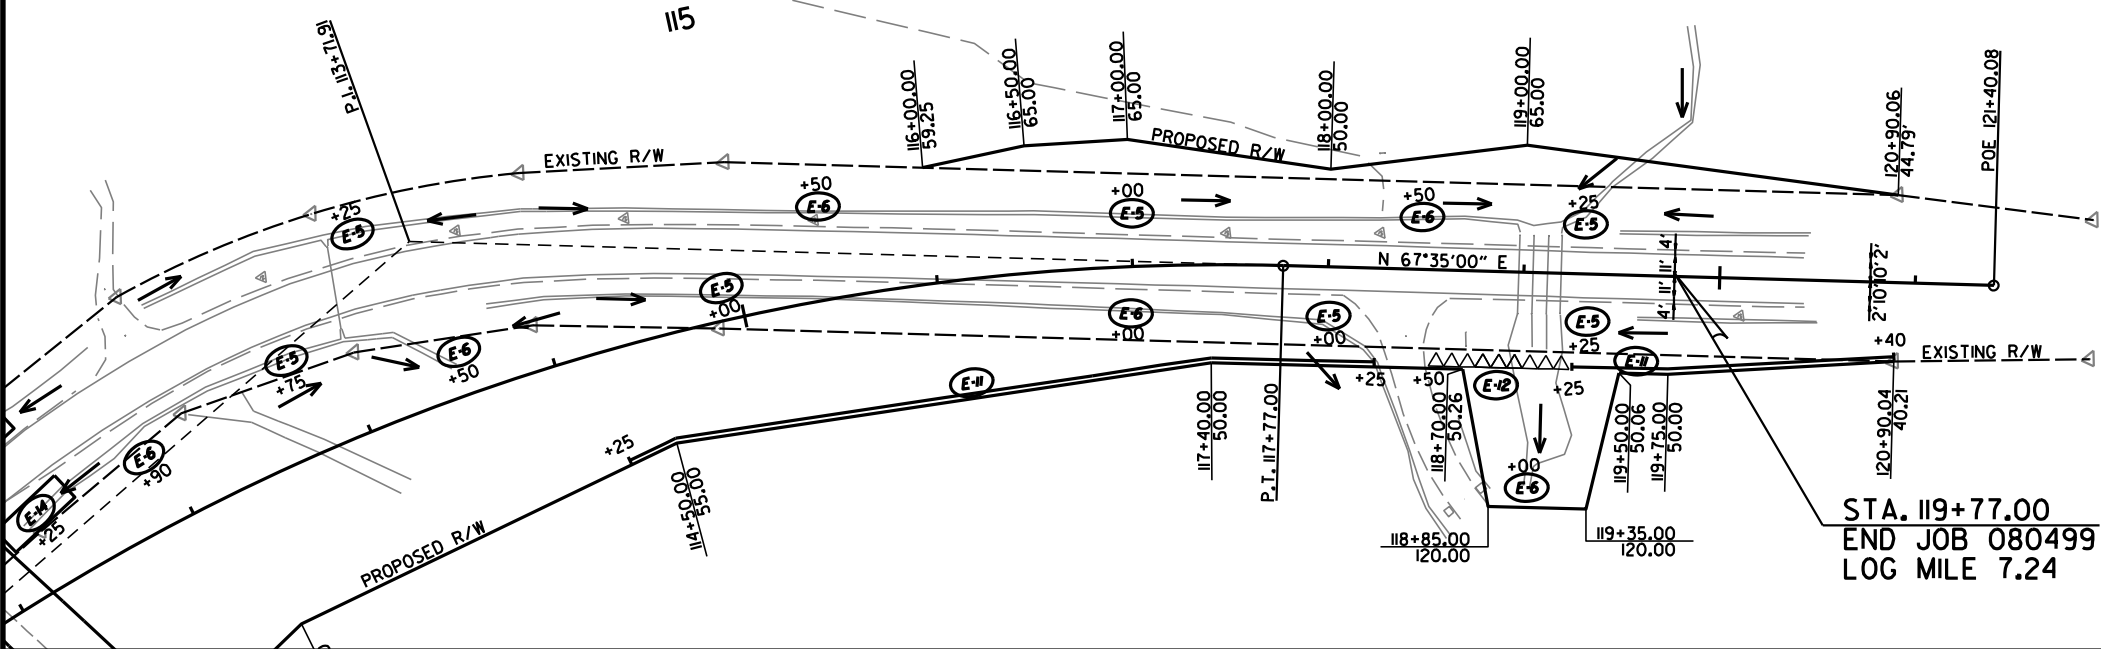 115
P.I. 113+71.91
116+00.00
59.25
116+50.00
65.00
117+00.00
65.00
118+00.00
50.00
119+00.00
65.00
120+90.06
44.79'
POE 121+40.08
EXISTING R/W
PROPOSED R/W
+25
E-5
+50
E-6
+00
E-5
+50
E-6
+25
E-5
N 67°35'00" E
4'
11'
11'
4'
2'
10'
10'
2'
E-5
+00
E-6
+00
E-5
+00
E-5
+25
E-5
+75
E-6
+50
E-11
+40
EXISTING R/W
E-6
+90
E-14
+25
+25
E-11
+25
+50
E-12
+25
+00
E-6
PROPOSED R/W
114+50.00
55.00
117+40.00
50.00
P.T. 117+77.00
118+70.00
50.26
119+50.00
50.06
119+75.00
50.00
120+90.04
40.21
118+85.00
120.00
119+35.00
120.00
STA. 119+77.00
END JOB 080499
LOG MILE 7.24